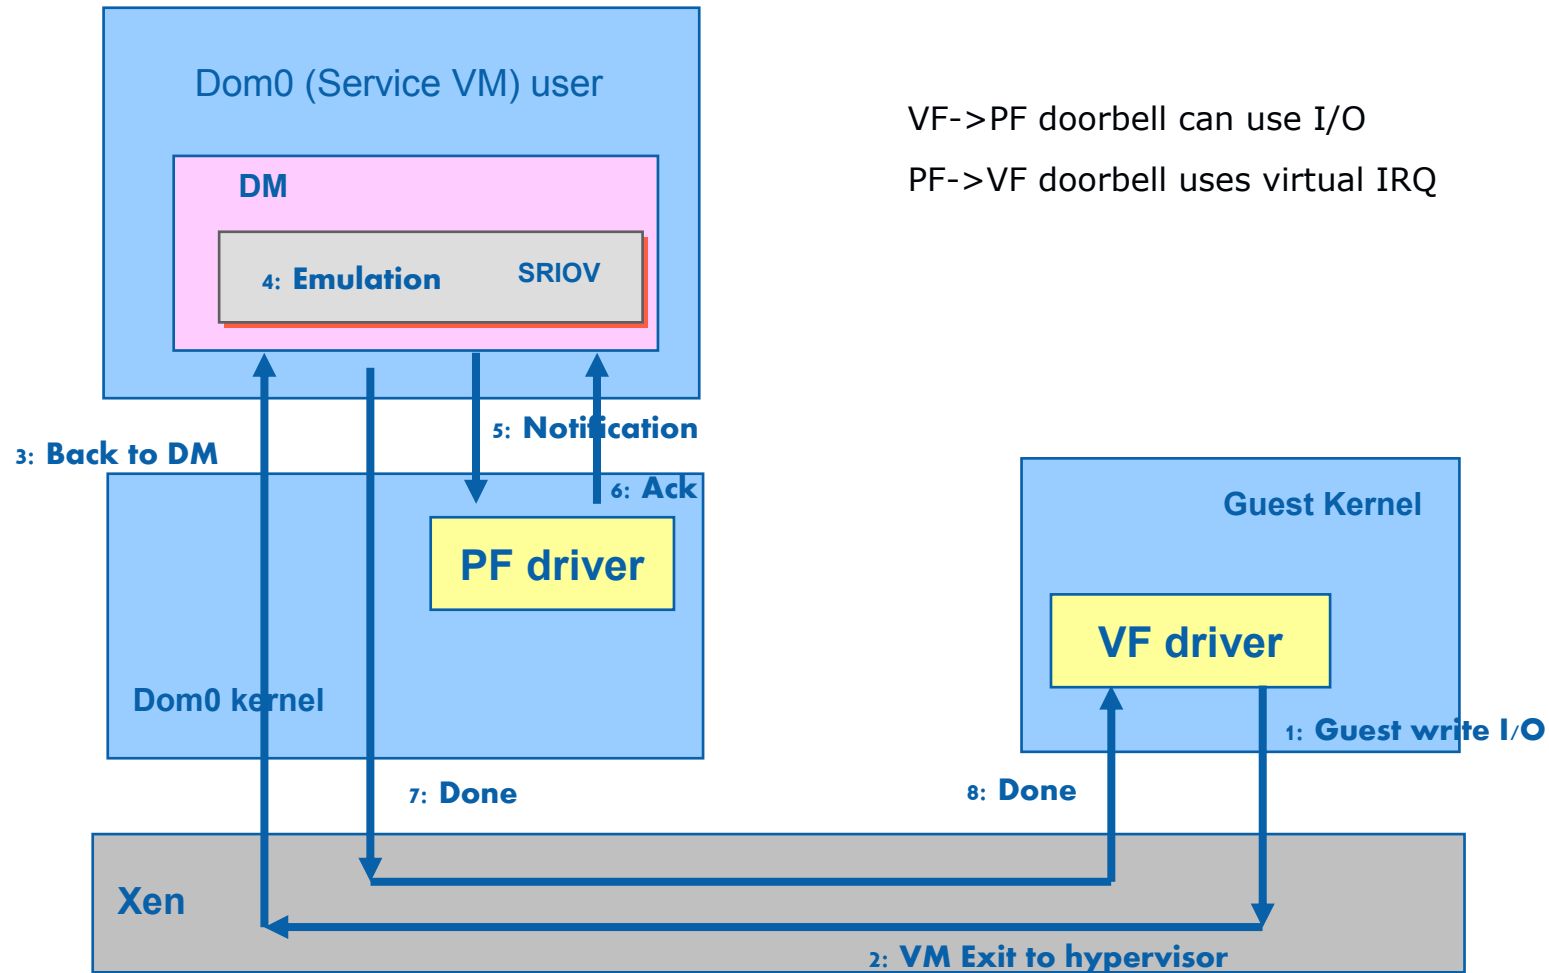 Dom0 (Service VM) user
VF->PF doorbell can use I/O
PF->VF doorbell uses virtual IRQ
DM
4: Emulation
SRIOV
3: Back to DM
5: Notification
6: Ack
PF driver
Dom0 kernel
Guest Kernel
VF driver
1: Guest write I/O
7: Done
8: Done
Xen
2: VM Exit to hypervisor